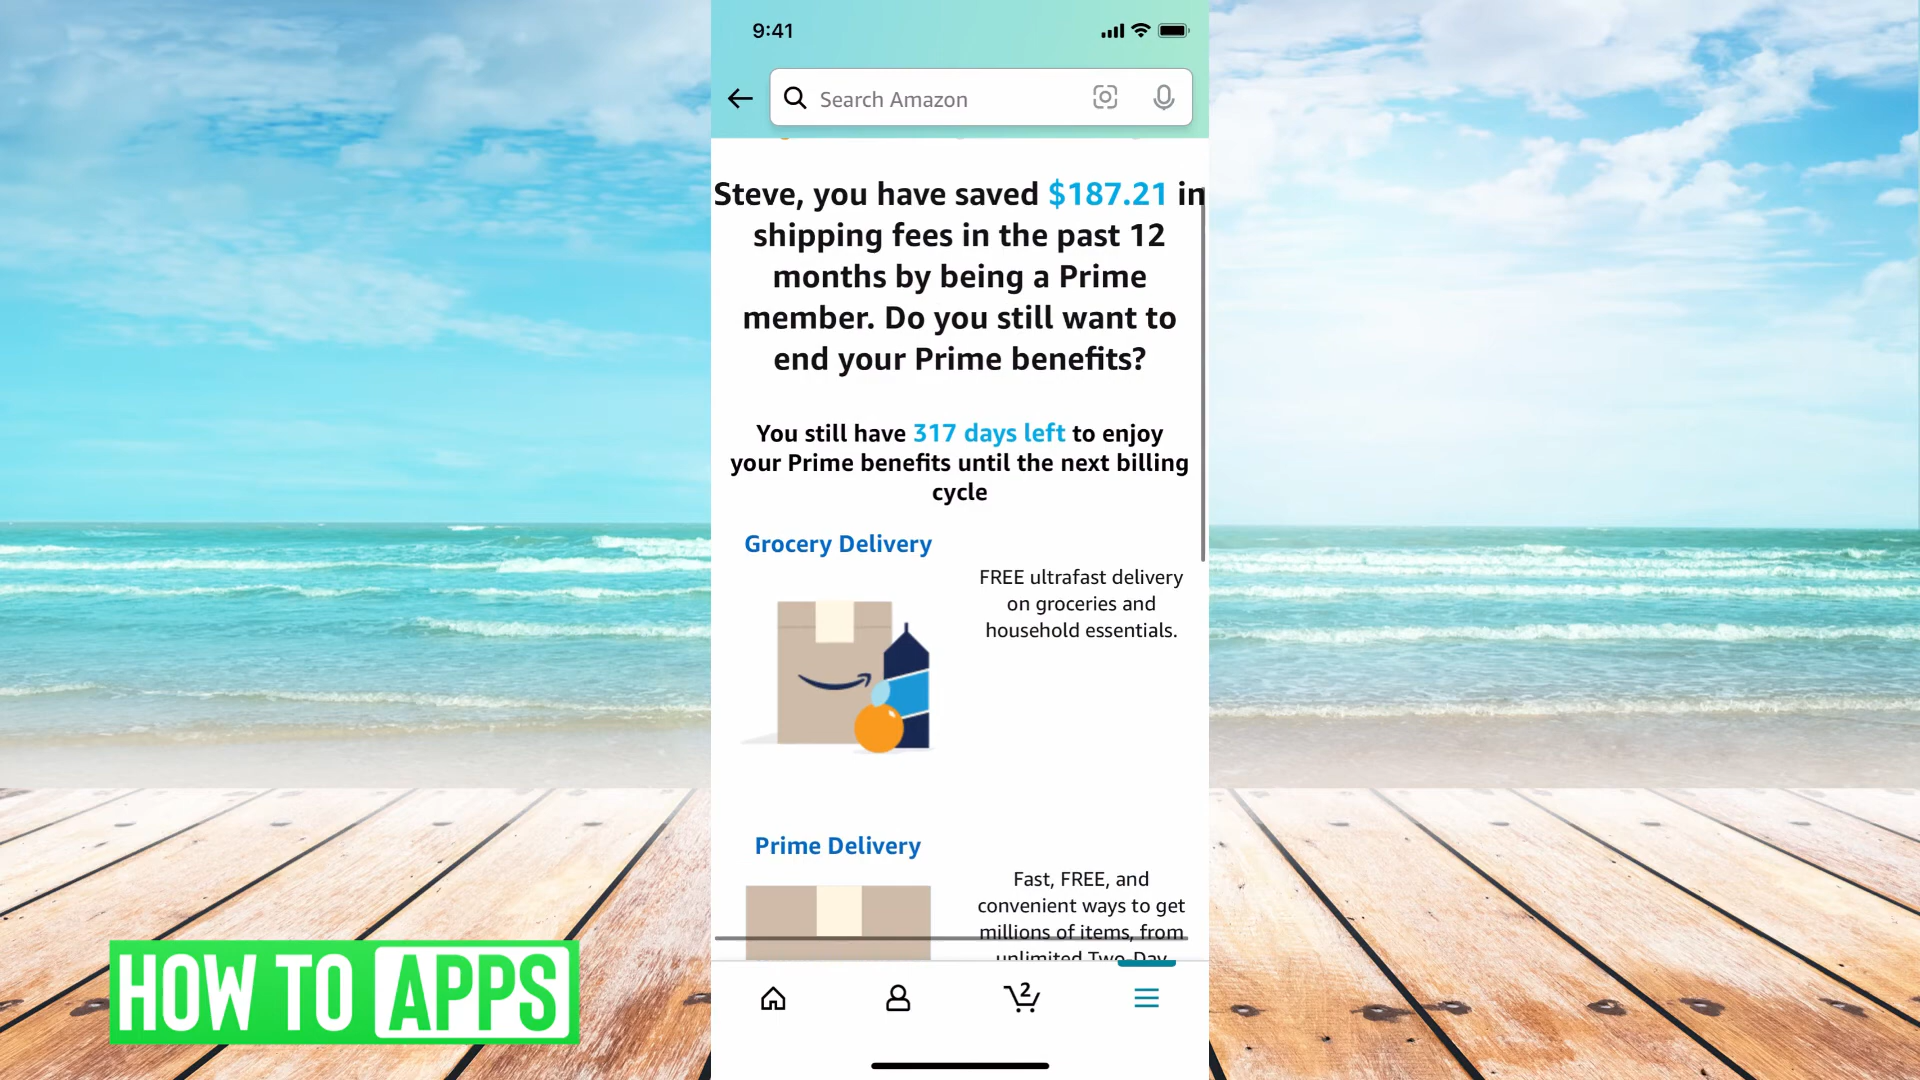 9:41
Search Amazon
Steve, you have saved $187.21 in
shipping fees in the past 12
months by being a Prime
member. Do you still want to
end your Prime benefits?
You still have 317 days left to enjoy
your Prime benefits until the next billing
cycle
Grocery Delivery
FREE ultrafast delivery
on groceries and
household essentials.
Prime Delivery
Fast, FREE, and
convenient ways to get
millions of items, from
unlimited Two-Day
2
HOW TO APPS